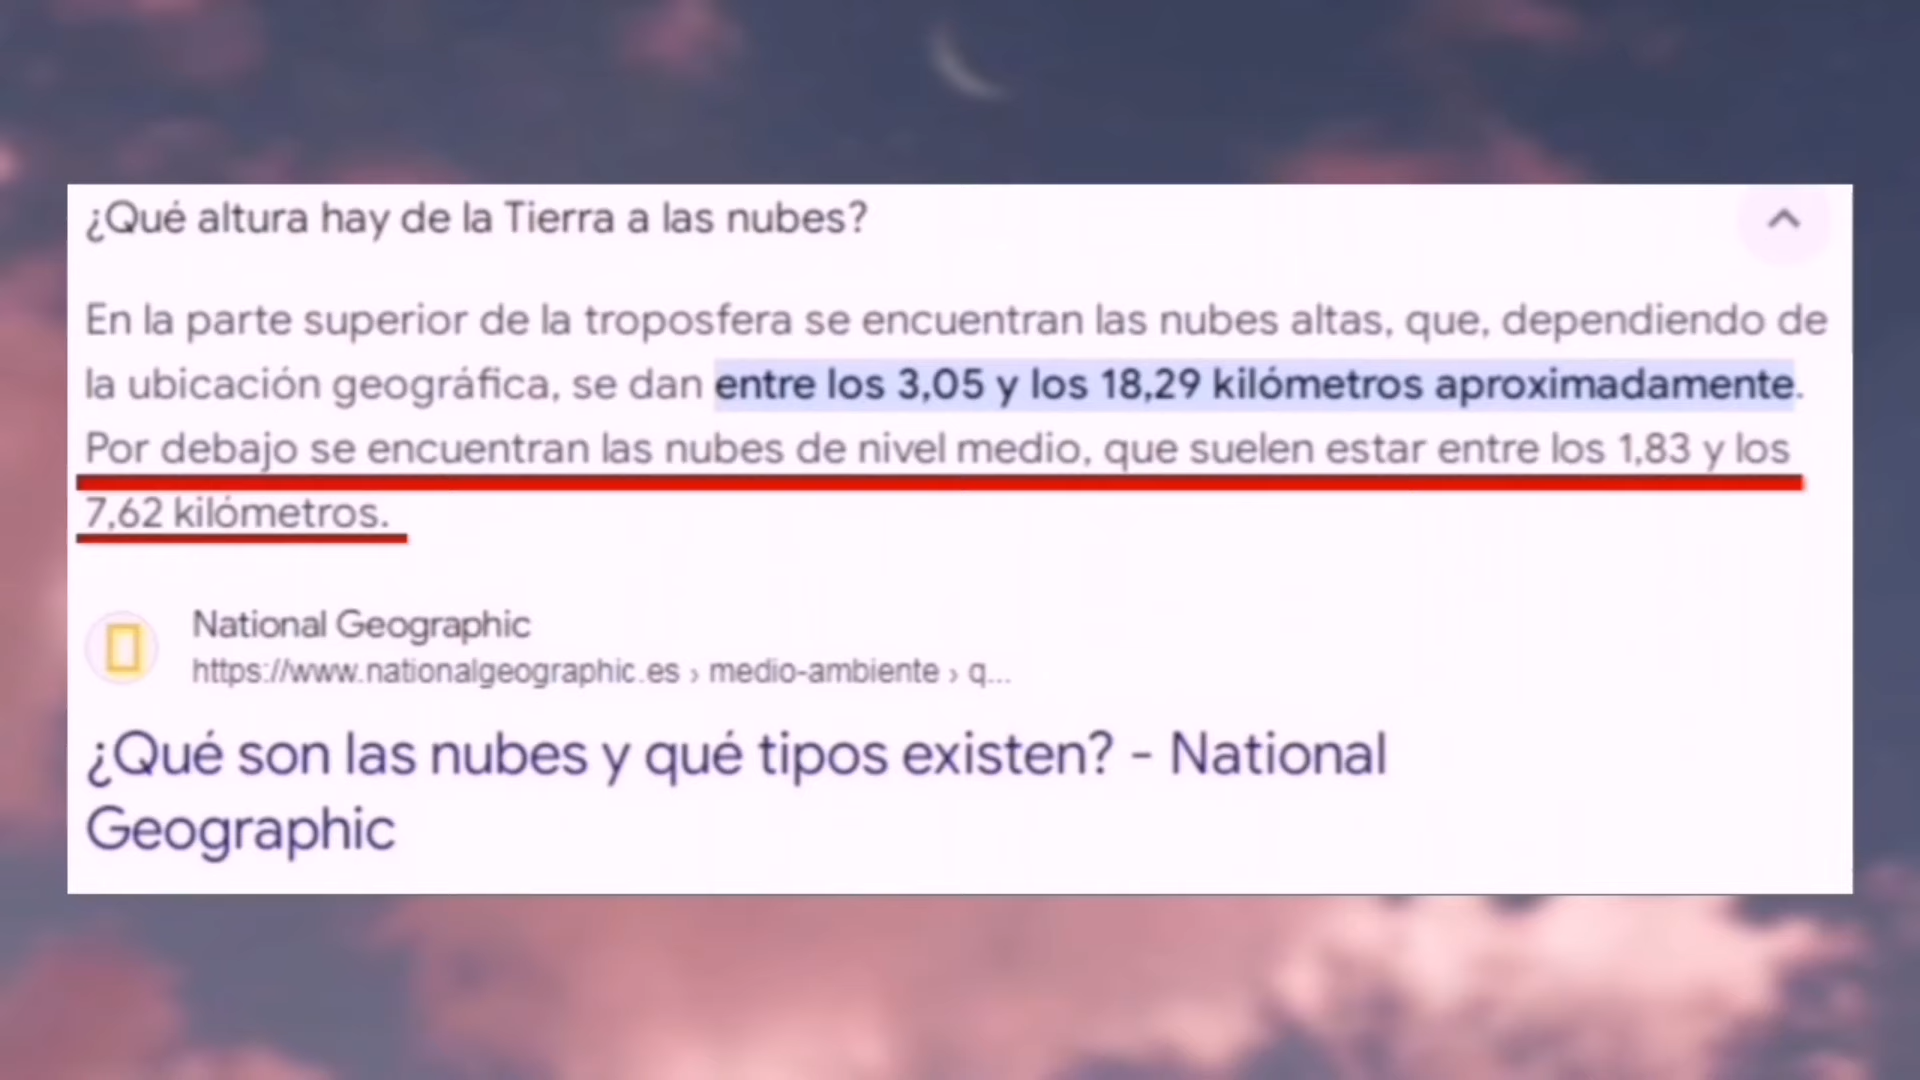 ¿Qué altura hay de la Tierra a las nubes?
En la parte superior de la troposfera se encuentran las nubes altas, que, dependiendo de
la ubicación geográfica, se dan entre los 3,05 y los 18,29 kilómetros aproximadamente.
Por debajo se encuentran las nubes de nivel medio, que suelen estar entre los 1,83 y los
7,62 kilómetros.
National Geographic
https://www.nationalgeographic.es › medio-ambiente › q...
¿Qué son las nubes y qué tipos existen? - National
Geographic